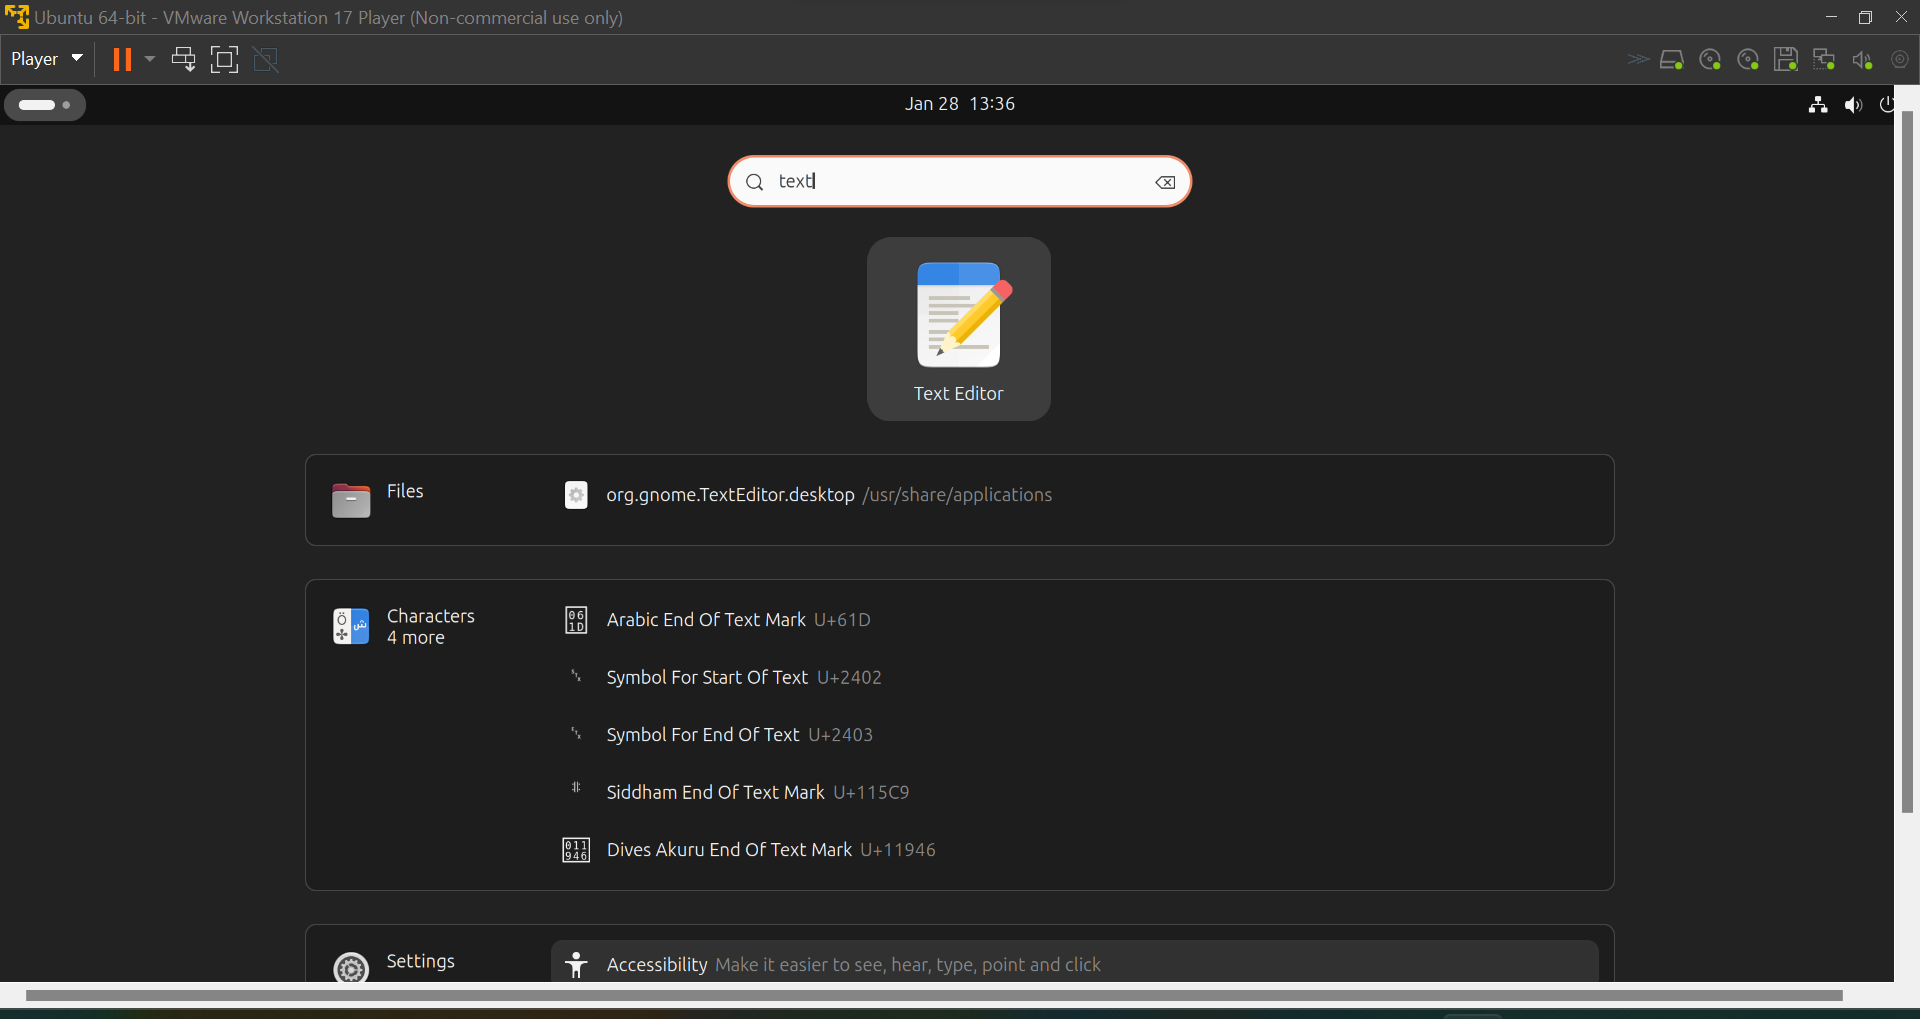 Ubuntu 64-bit - VMware Workstation 17 Player (Non-commercial use only)
Player
Jan 28 13:36
text
Text Editor
Files
org.gnome.TextEditor.desktop /usr/share/applications
Characters
4 more
Arabic End Of Text Mark U+61D
Symbol For Start Of Text U+2402
Symbol For End Of Text U+2403
Siddham End Of Text Mark U+115C9
Dives Akuru End Of Text Mark U+11946
Settings
Accessibility Make it easier to see, hear, type, point and click